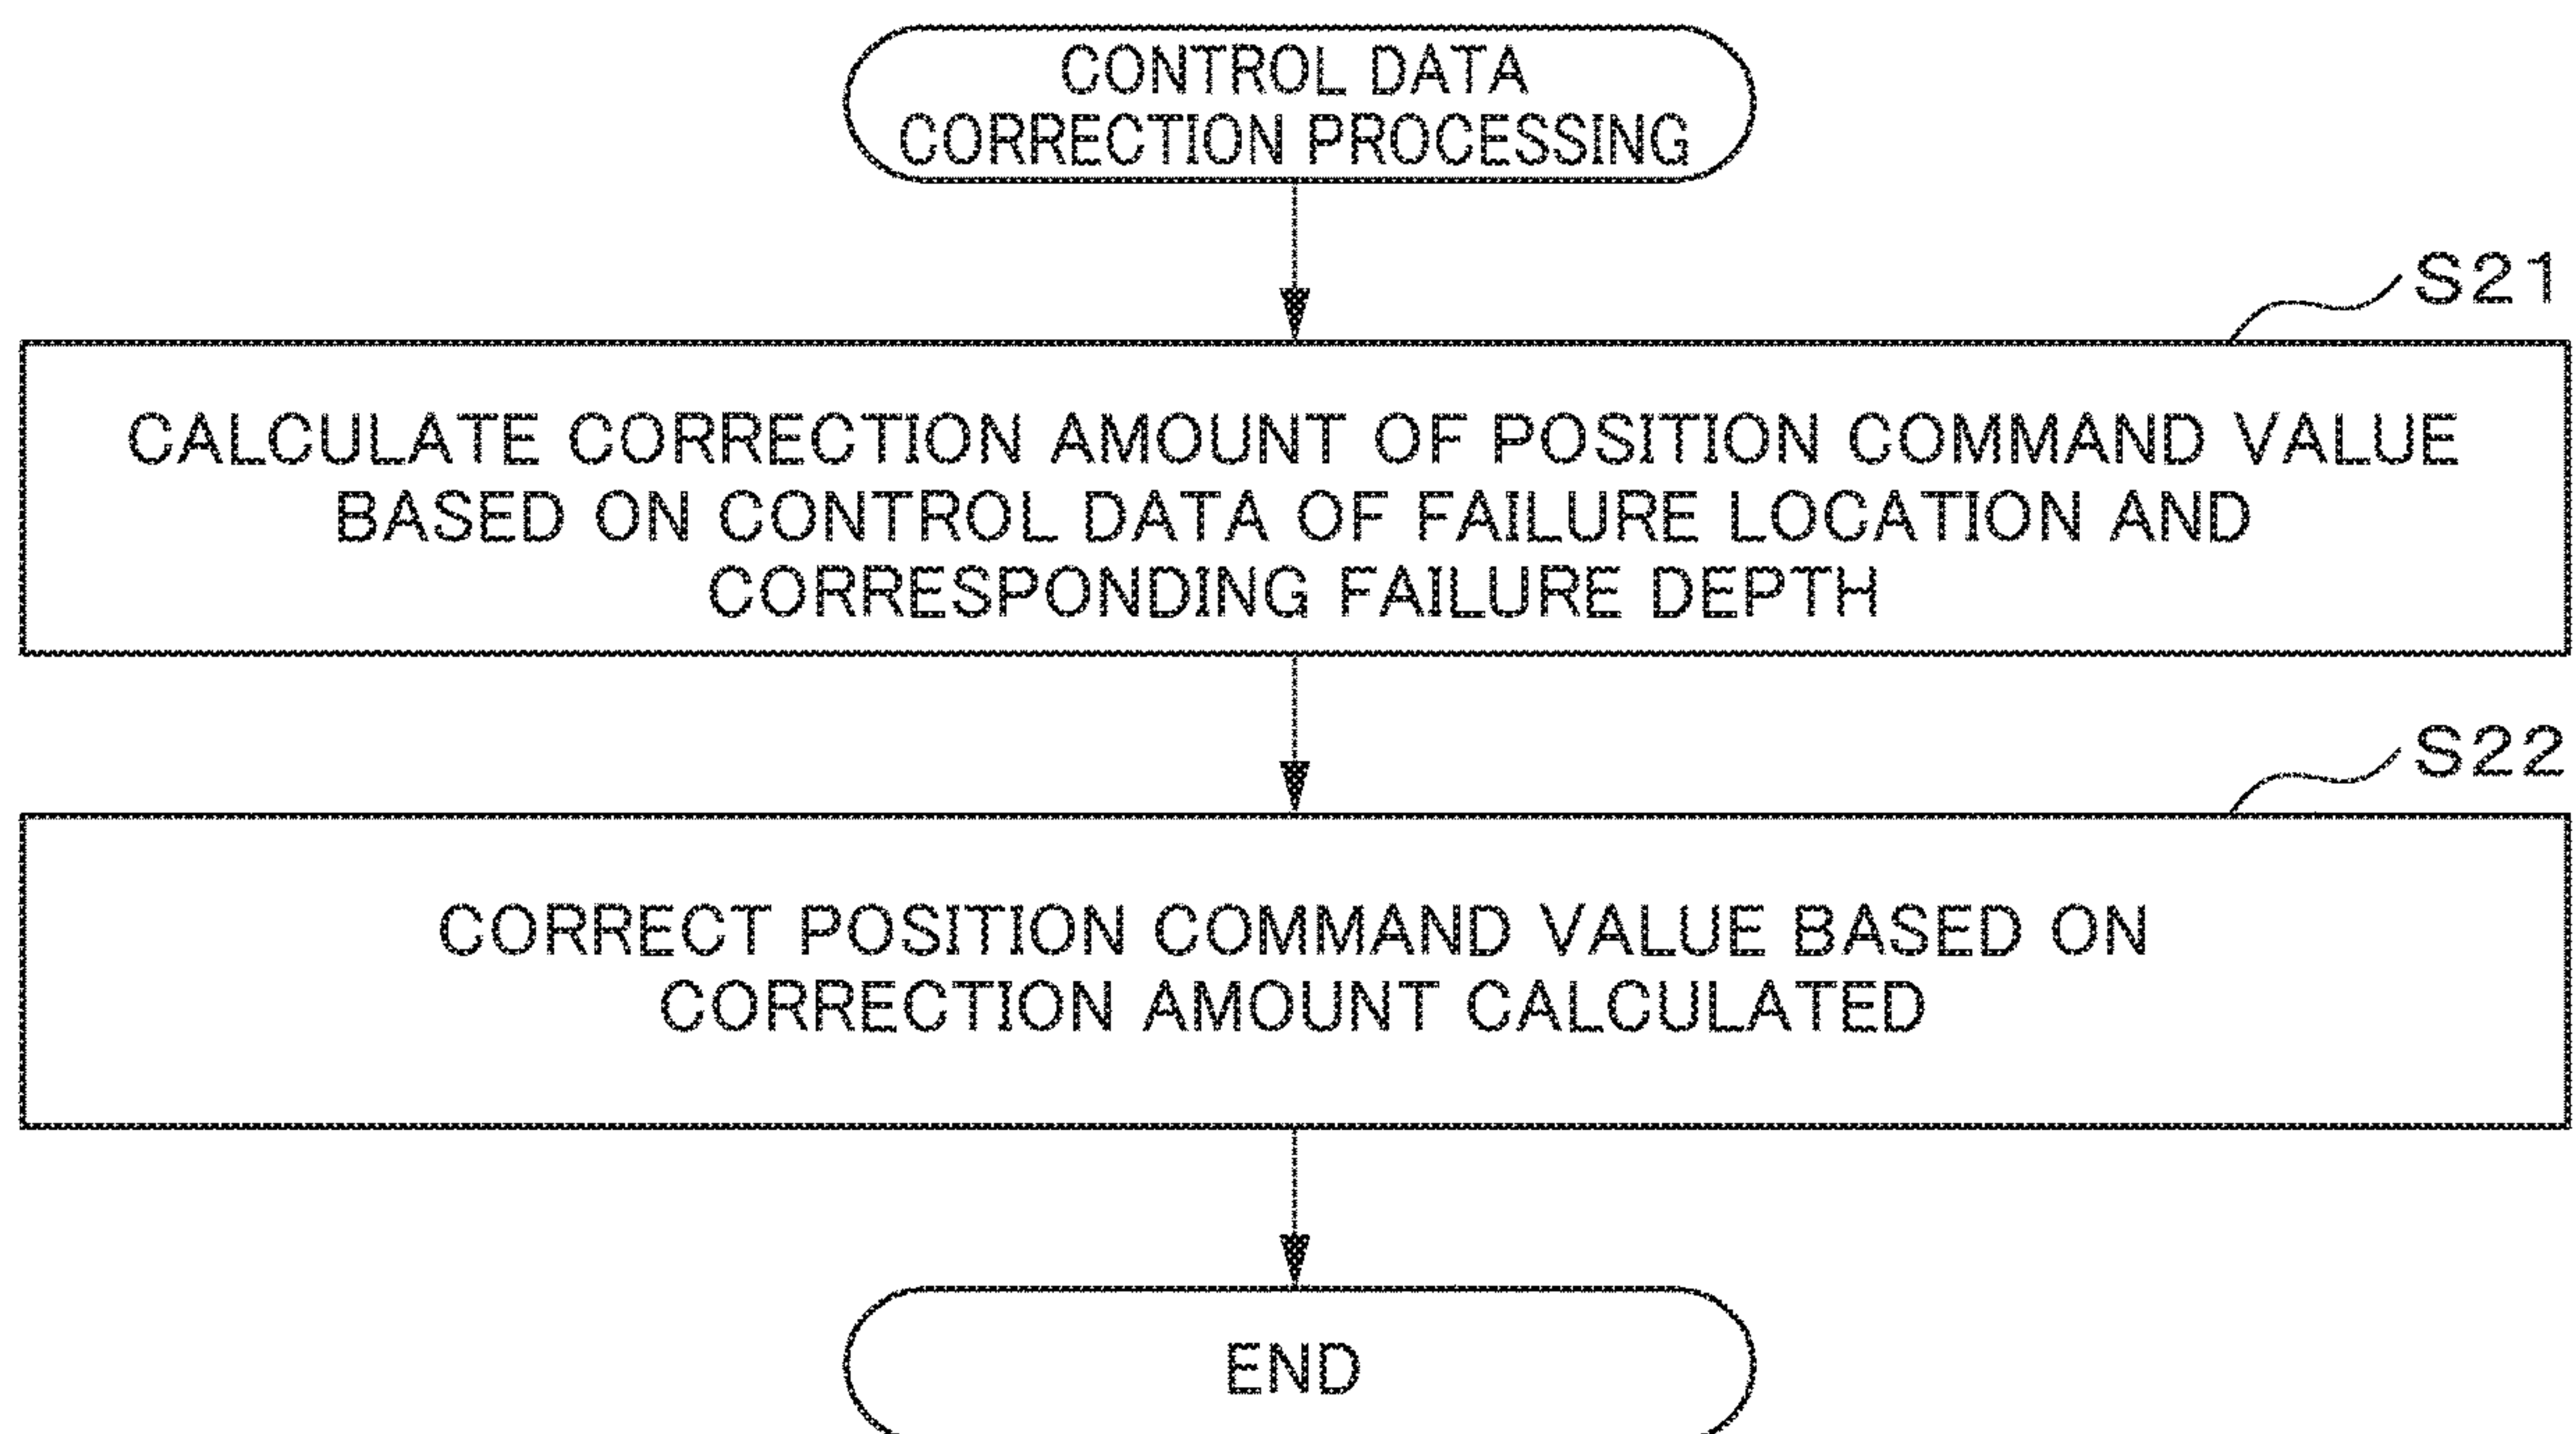 CONTROL DATA
CORRECTION PROCESSING
S21
CALCULATE CORRECTION AMOUNT OF POSITION COMMAND VALUE
BASED ON CONTROL DATA OF FAILURE LOCATION AND
CORRESPONDING FAILURE DEPTH
S22
CORRECT POSITION COMMAND VALUE BASED ON
CORRECTION AMOUNT CALCULATED
END